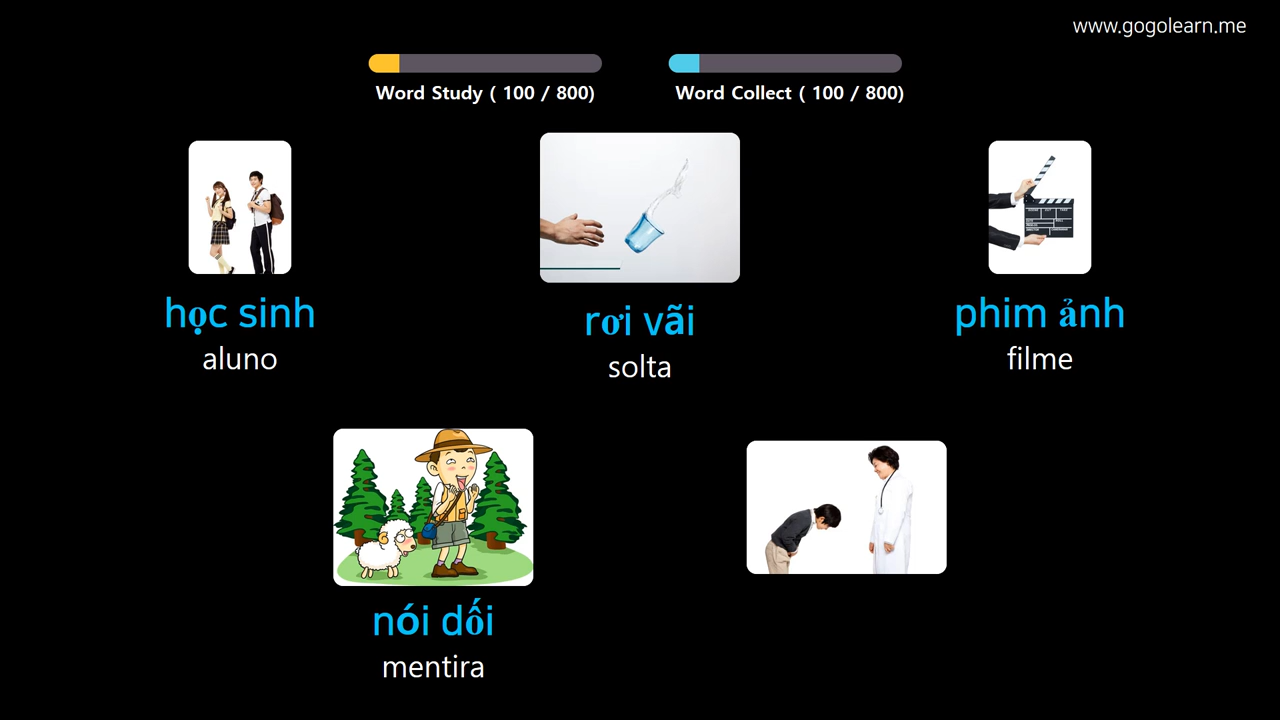 www.gogolearn.me
Word Study ( 100 / 800)
Word Collect ( 100 / 800)
học sinh
aluno
rơi vãi
solta
phim ảnh
filme
nói dối
mentira